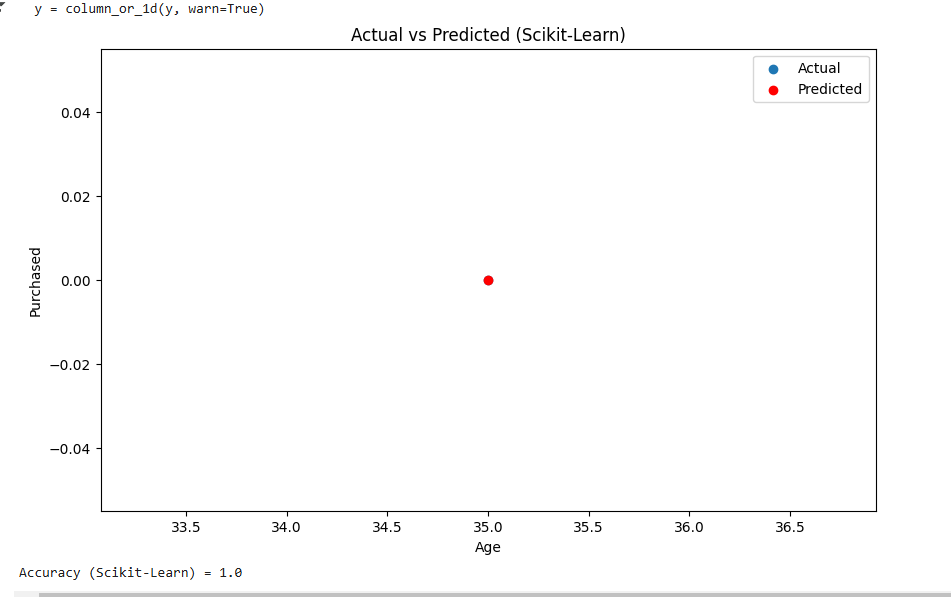 y = column_or_1d(y, warn=True)
Actual vs Predicted (Scikit-Learn)
Actual
Predicted
0.04
0.02
0.00
−0.02
−0.04
Purchased
33.5 34.0 34.5 35.0 35.5 36.0 36.5
Age
Accuracy (Scikit-Learn) = 1.0